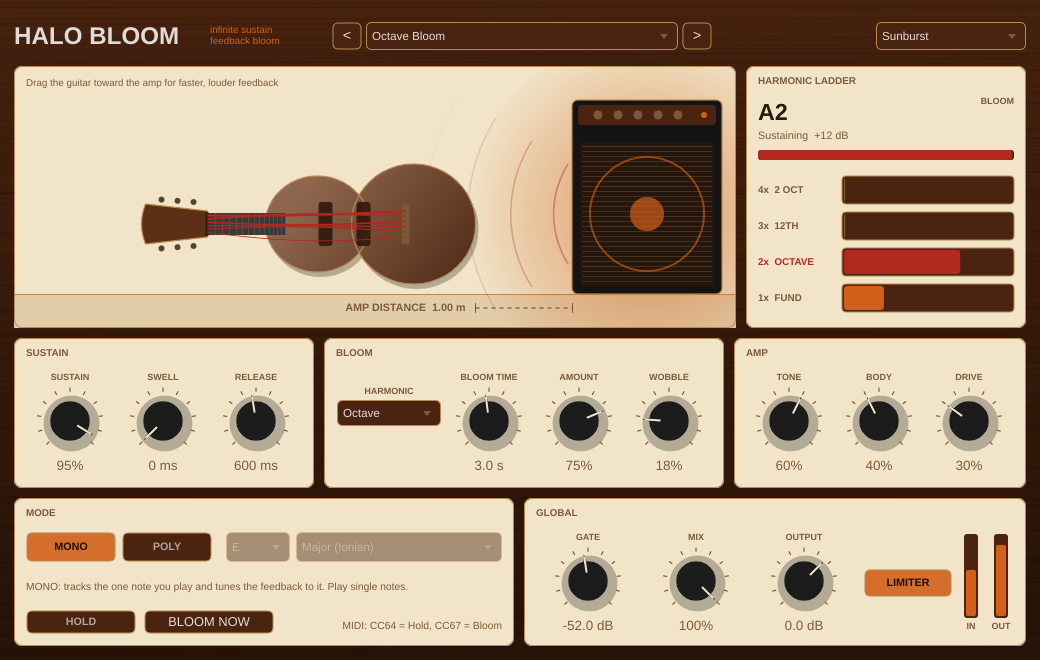 HALO BLOOM
infinite sustain
feedback bloom
<
Octave Bloom
>
Sunburst
Drag the guitar toward the amp for faster, louder feedback
AMP DISTANCE 1.00 m
HARMONIC LADDER
A2
BLOOM
Sustaining +12 dB
4x 2 OCT
3x 12TH
2x OCTAVE
1x FUND
SUSTAIN
SUSTAIN SWELL RELEASE
95% 0 ms 600 ms
BLOOM
HARMONIC
Octave
BLOOM TIME AMOUNT WOBBLE
3.0 s 75% 18%
AMP
TONE BODY DRIVE
60% 40% 30%
MODE
MONO POLY E Major (Ionian)
MONO: tracks the one note you play and tunes the feedback to it. Play single notes.
HOLD BLOOM NOW MIDI: CC64 = Hold, CC67 = Bloom
GLOBAL
GATE MIX OUTPUT
-52.0 dB 100% 0.0 dB
LIMITER
IN OUT